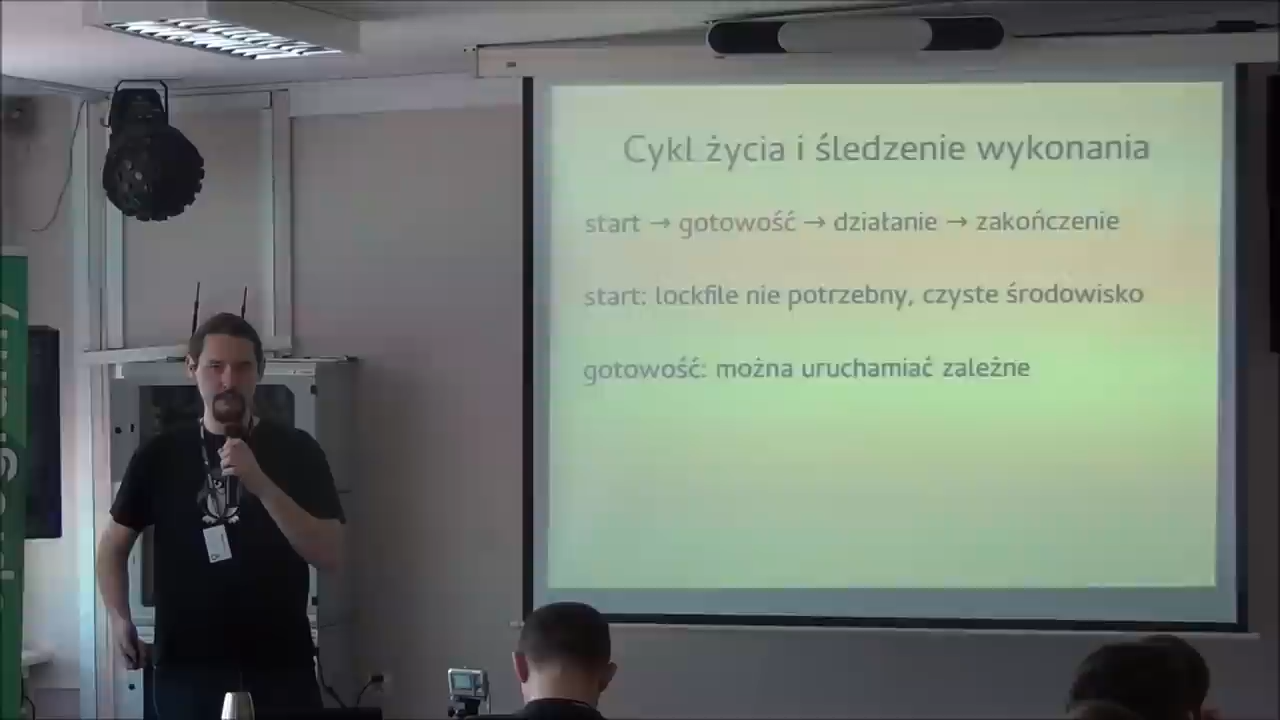 Cykl życia i śledzenie wykonania
start → gotowość → działanie → zakończenie
start: lockfile nie potrzebny, czyste środowisko
gotowość: można uruchamiać zależne